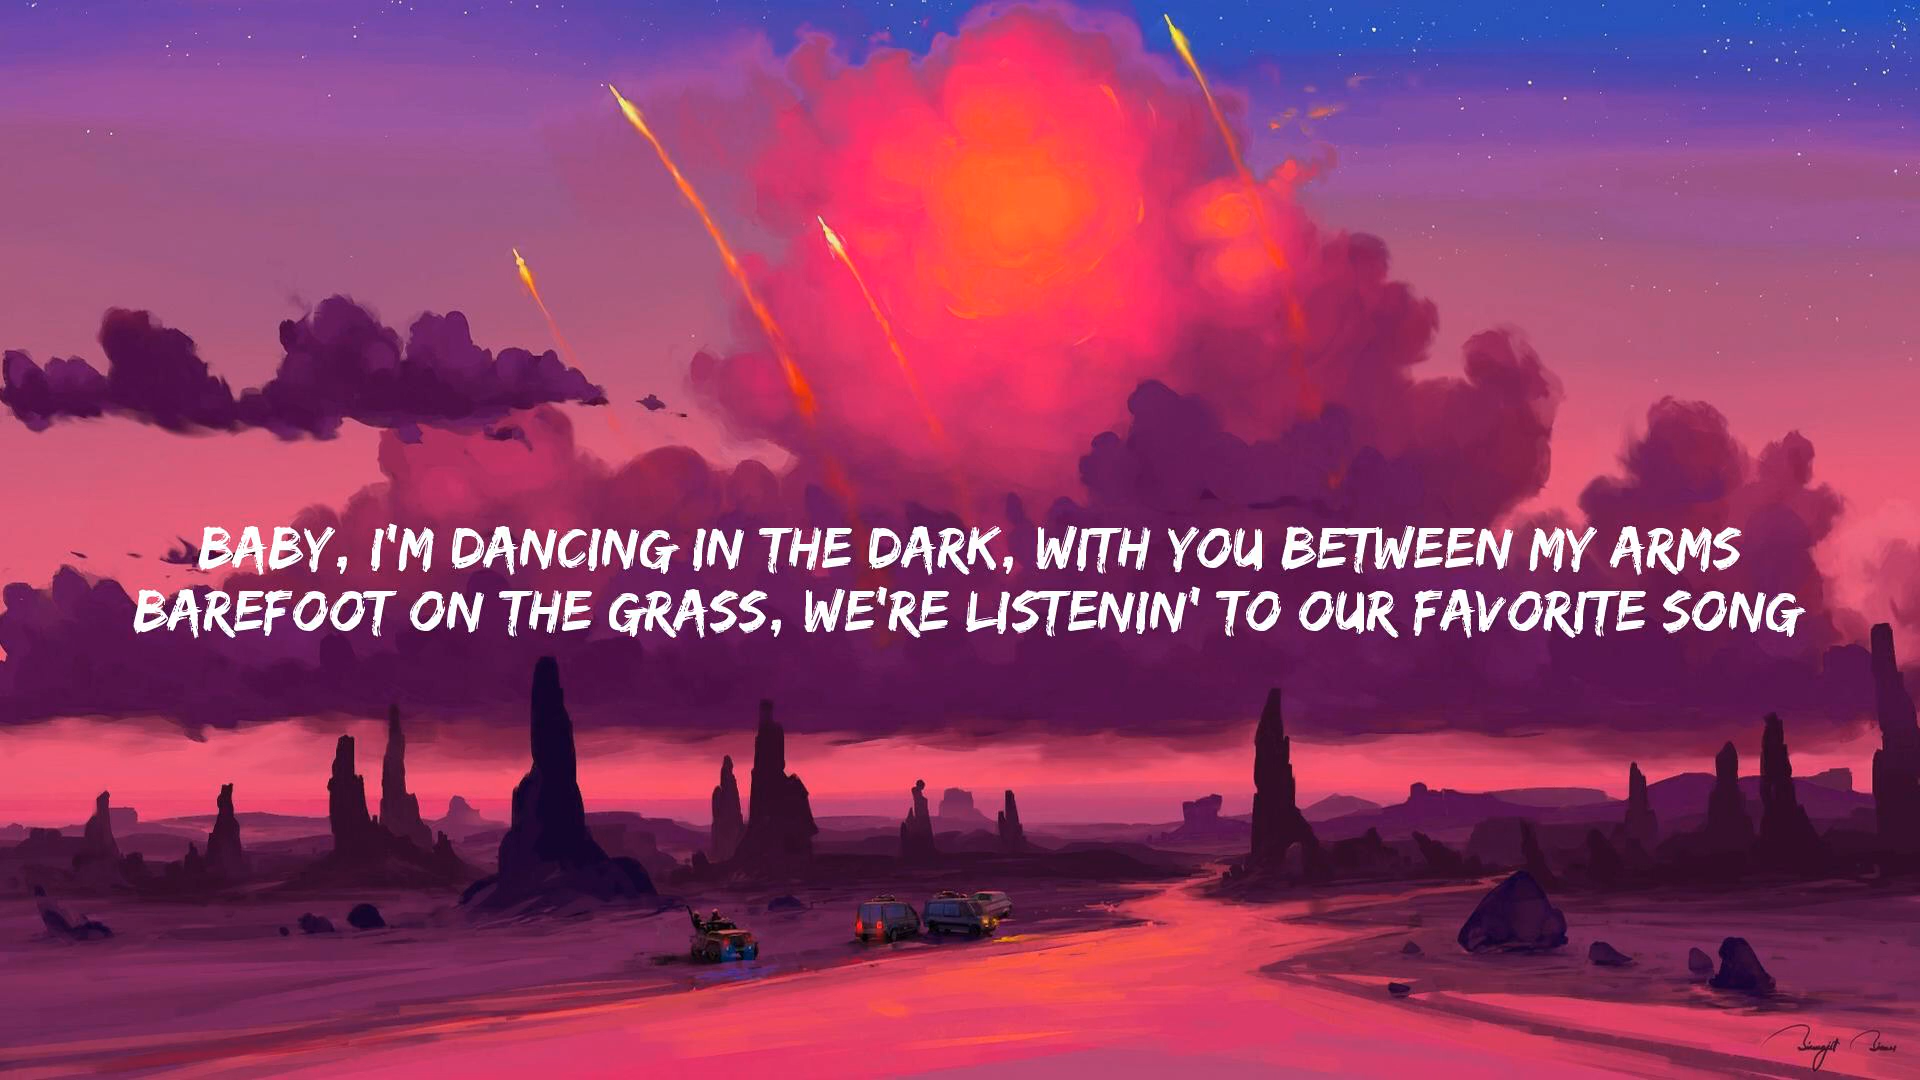 BABY, I'M DANCING IN THE DARK, WITH YOU BETWEEN MY ARMS
BAREFOOT ON THE GRASS, WE'RE LISTENIN' TO OUR FAVORITE SONG